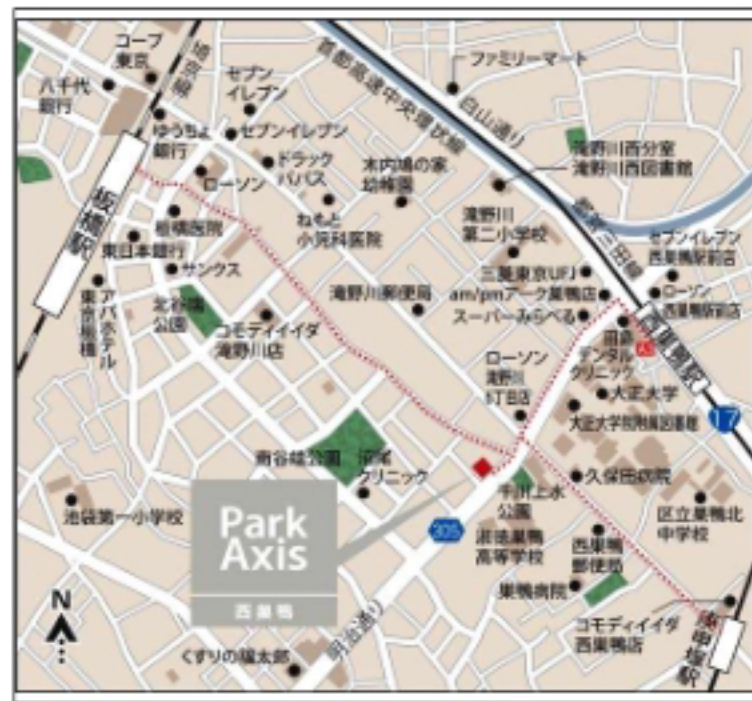 コープ
東京
埼京線
八千代
銀行
セブン
イレブン
首都高速中央環状線
ファミリーマート
白山通り
ゆうちょ
銀行
セブンイレブン
ドラック
パパス
ローソン
木内鳩の家
幼稚園
滝野川西分室
滝野川西図書館
板橋駅
板橋医院
ねもと
小児科医院
滝野川
第二小学校
都営三田線
東日本銀行
サンクス
セブンイレブン
西巣鴨駅前店
三菱東京UFJ
am/pmアーク巣鴨店
ローソン
西巣鴨駅前店
アパホテル
東京板橋
北谷端
公園
滝野川郵便局
スーパーみらべる
コモディイイダ
滝野川店
西巣鴨駅
デンタル
クリニック
ローソン
滝野川
6丁目店
大正大学
17
大正大学附属図書館
南谷端公園
沼尾
クリニック
千川上水
公園
久保田病院
池袋第一小学校
Park
Axis
西巣鴨
305
淑徳巣鴨
高等学校
西巣鴨
郵便局
区立巣鴨北
中学校
巣鴨病院
N
明治通り
コモディイイダ
西巣鴨店
庚申塚駅
くすりの福太郎